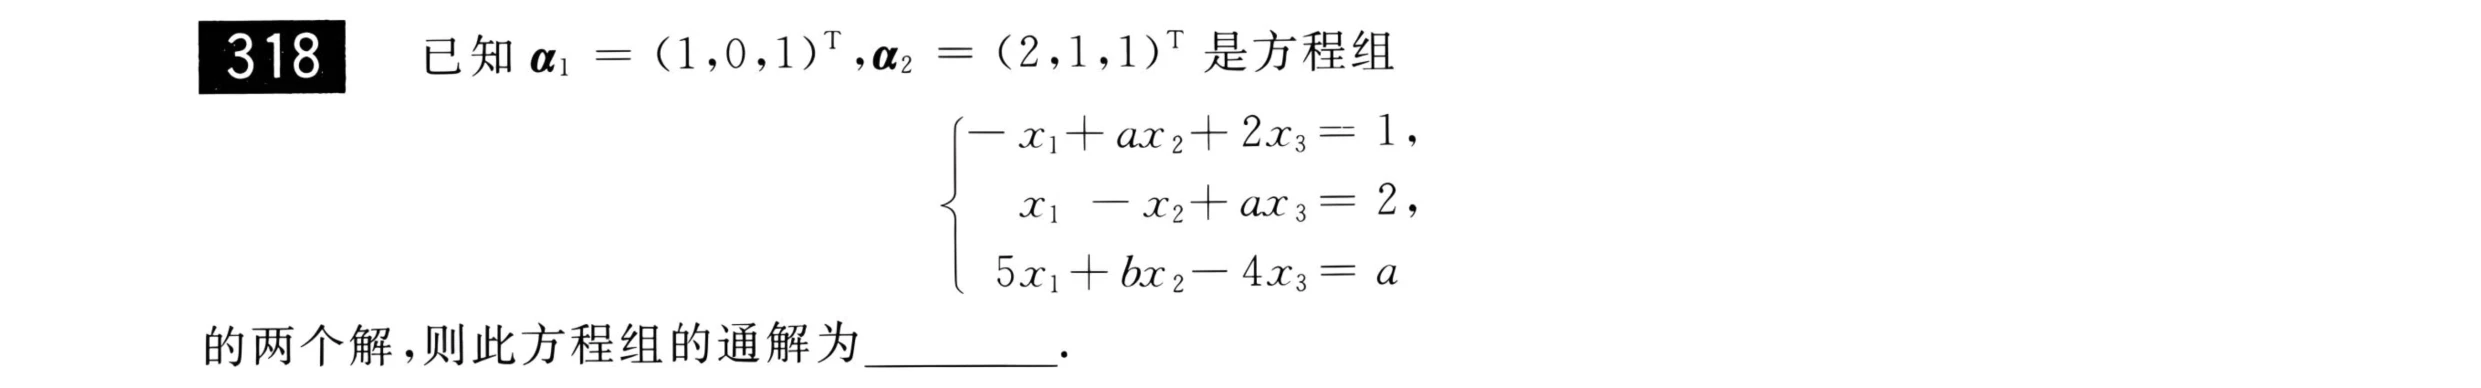 318 已知 α₁ = (1,0,1)ᵀ,α₂ = (2,1,1)ᵀ 是方程组
− x₁+ ax₂+ 2x₃ = 1,
x₁ − x₂+ ax₃ = 2,
5x₁+ bx₂− 4x₃ = a
的两个解,则此方程组的通解为________.